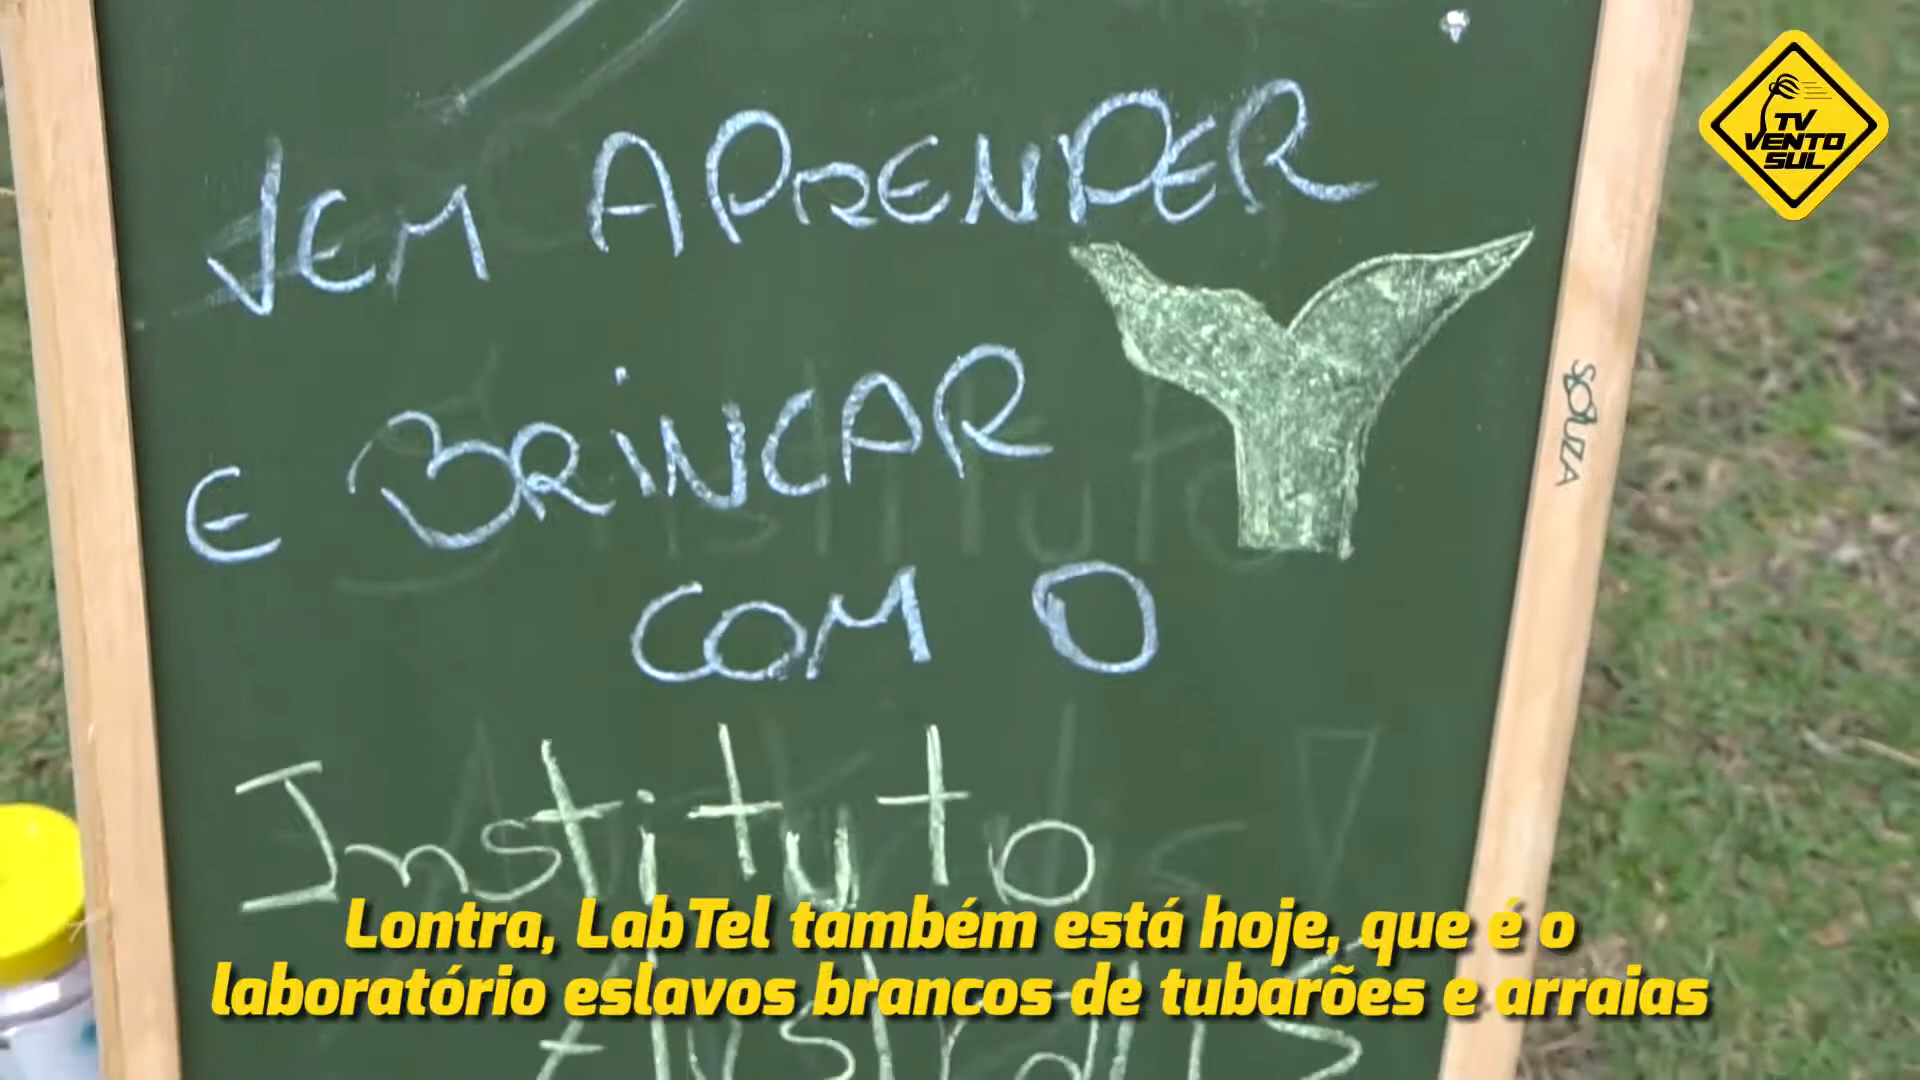 VEM APRENDER
E BRINCAR
COM O
Instituto
Australis
SOUZA
TV
VENTO
SUL
Lontra, LabTel também está hoje, que é o
laboratório eslavos brancos de tubarões e arraias